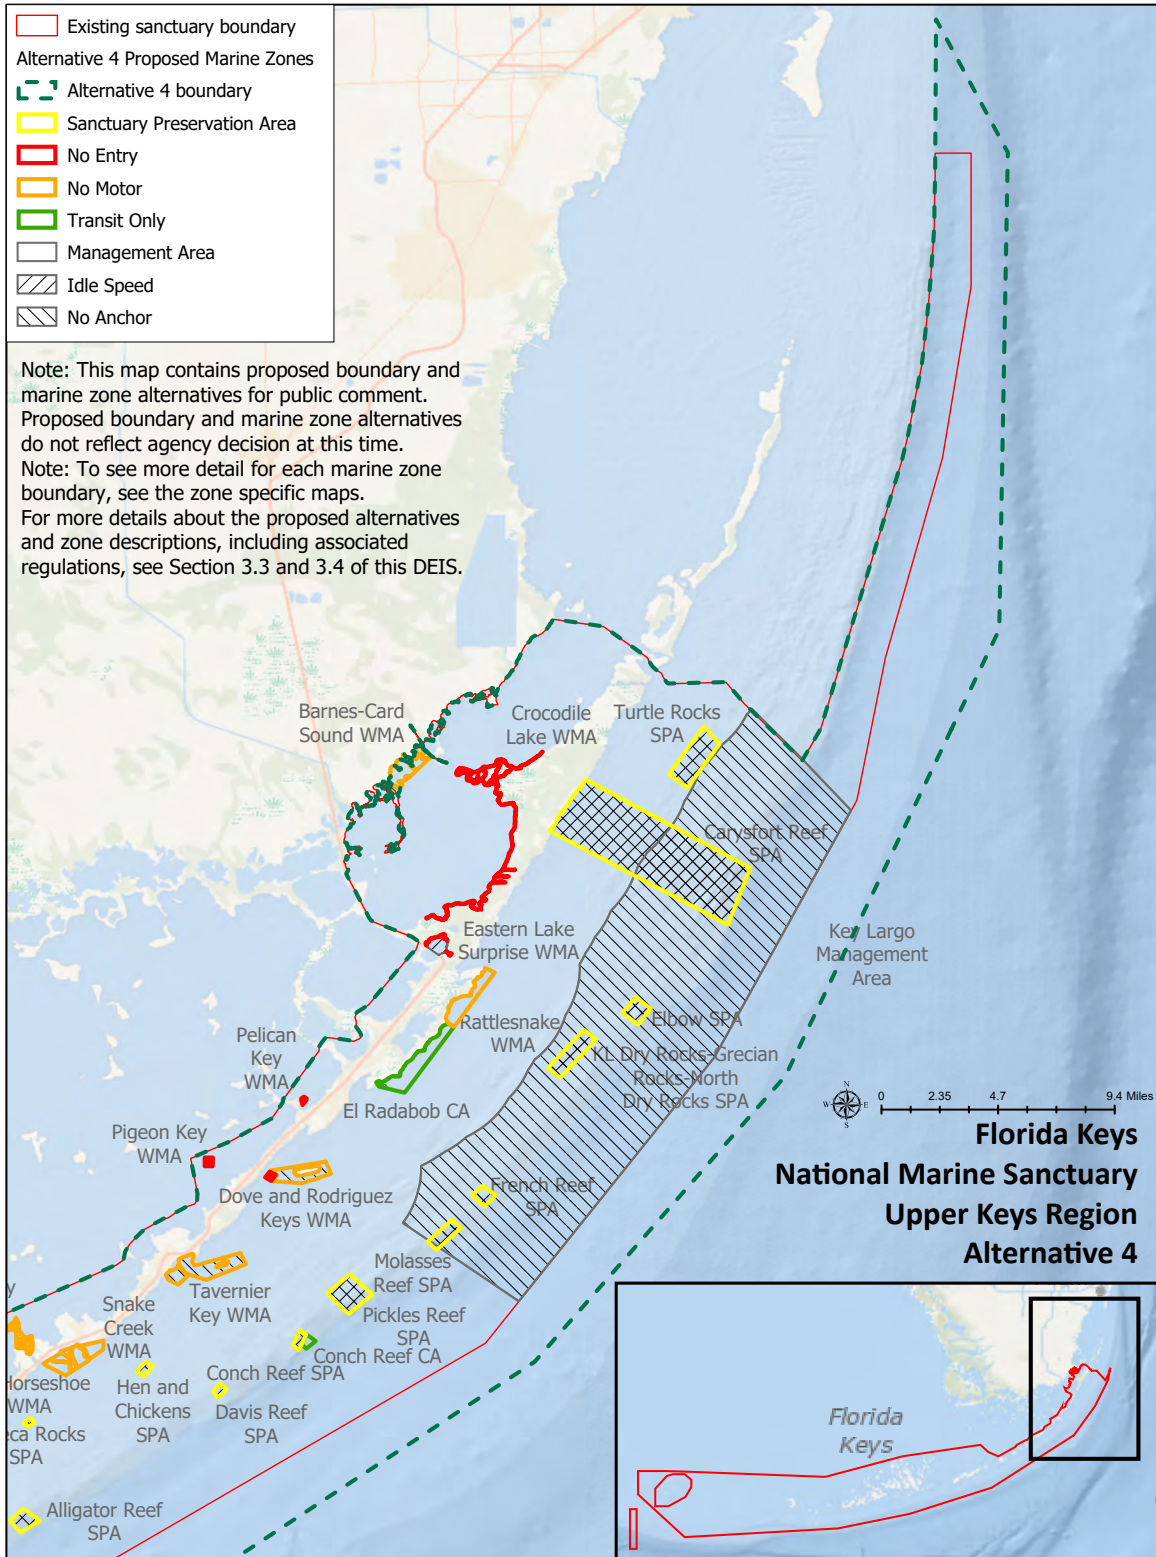 Existing sanctuary boundary
Alternative 4 Proposed Marine Zones
Alternative 4 boundary
Sanctuary Preservation Area
No Entry
No Motor
Transit Only
Management Area
Idle Speed
No Anchor
Note: This map contains proposed boundary and
marine zone alternatives for public comment.
Proposed boundary and marine zone alternatives
do not reflect agency decision at this time.
Note: To see more detail for each marine zone
boundary, see the zone specific maps.
For more details about the proposed alternatives
and zone descriptions, including associated
regulations, see Section 3.3 and 3.4 of this DEIS.
Barnes-Card
Sound WMA
Crocodile
Lake WMA
Turtle Rocks
SPA
Carysfort Reef
SPA
Eastern Lake
Surprise WMA
Key Largo
Management
Area
Rattlesnake
WMA
Elbow SPA
KL Dry Rocks-Grecian
Rocks-North
Dry Rocks SPA
Pelican
Key
WMA
El Radabob CA
Pigeon Key
WMA
Dove and Rodriguez
Keys WMA
French Reef
SPA
Molasses
Reef SPA
Tavernier
Key WMA
Pickles Reef
SPA
Snake
Creek
WMA
Conch Reef CA
Conch Reef SPA
y
Horseshoe
WMA
Hen and
Chickens
SPA
Davis Reef
SPA
eca Rocks
SPA
Alligator Reef
SPA
N
W E
S
0 2.35 4.7 9.4 Miles
Florida Keys
National Marine Sanctuary
Upper Keys Region
Alternative 4
Florida
Keys